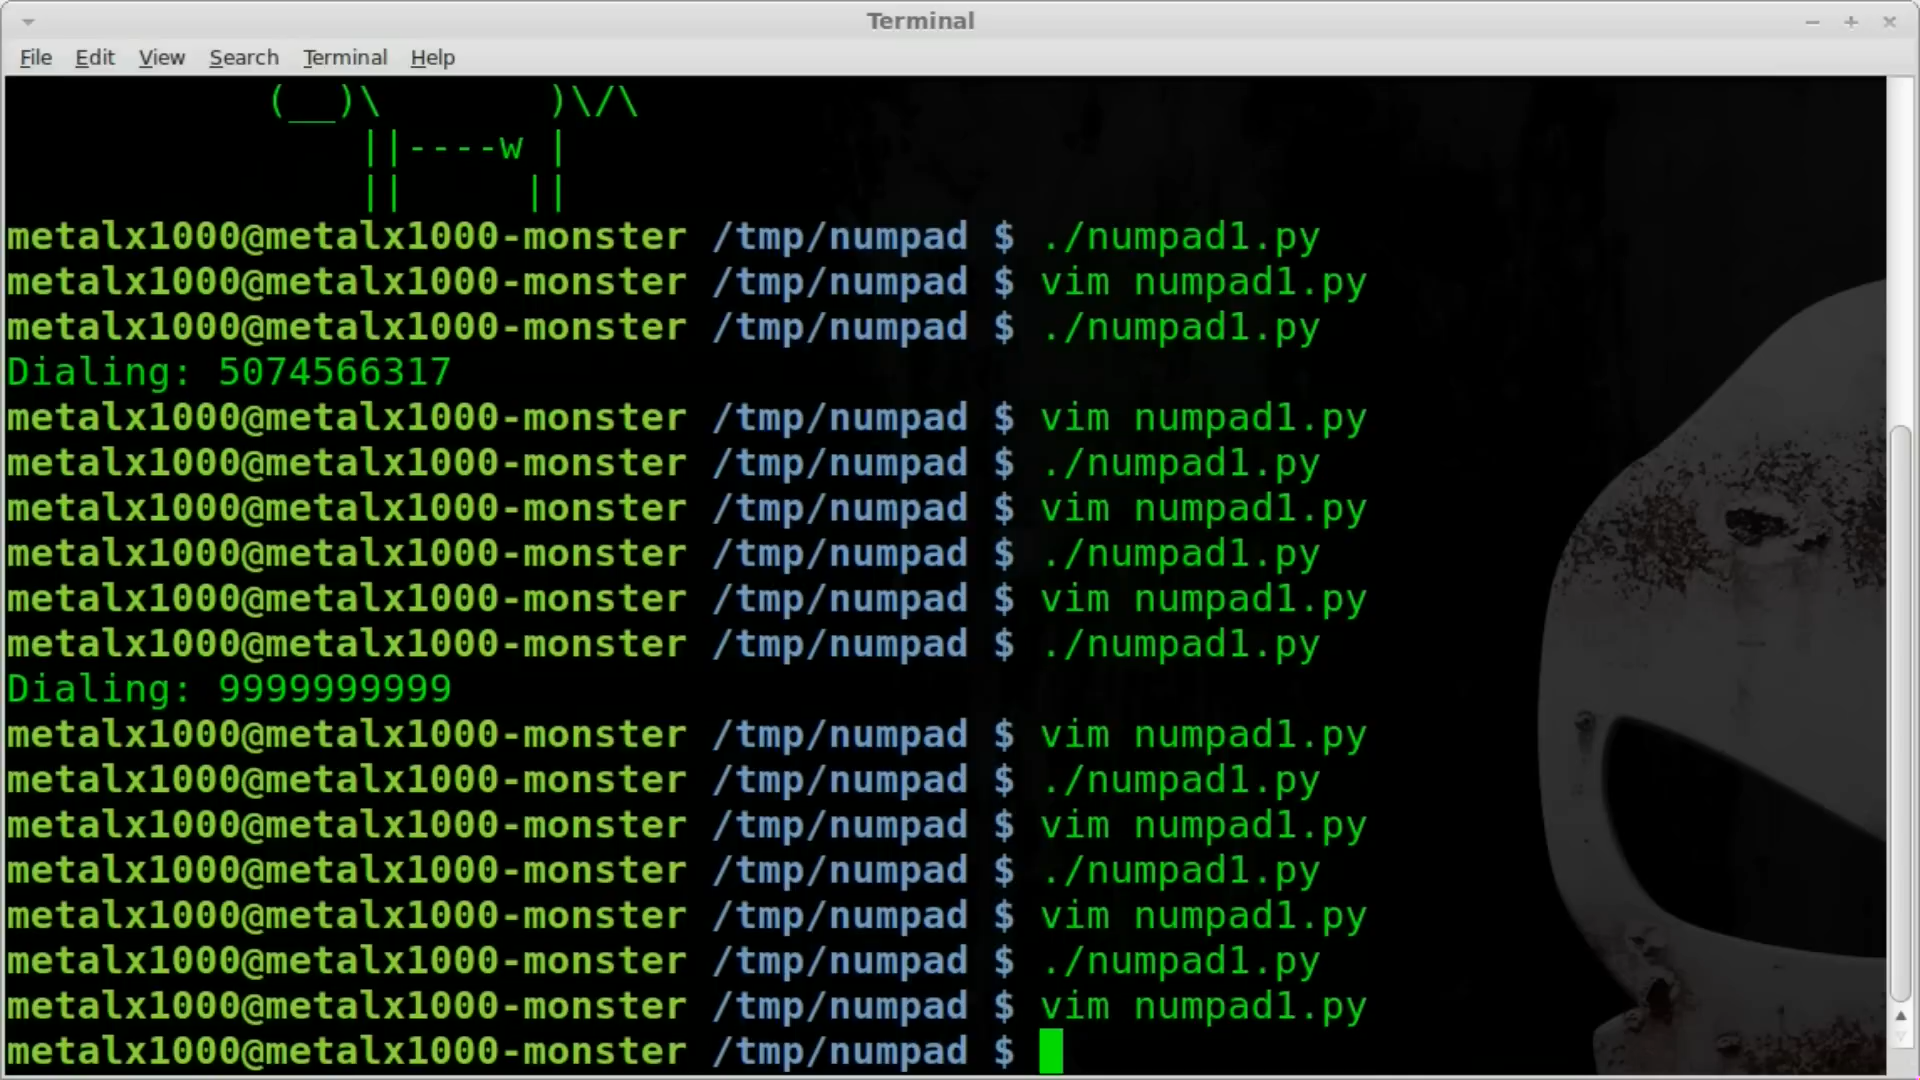 Terminal
File Edit View Search Terminal Help
(__)\       )\/\
||----w |
||     ||
metalx1000@metalx1000-monster /tmp/numpad $ ./numpad1.py
metalx1000@metalx1000-monster /tmp/numpad $ vim numpad1.py
metalx1000@metalx1000-monster /tmp/numpad $ ./numpad1.py
Dialing: 5074566317
metalx1000@metalx1000-monster /tmp/numpad $ vim numpad1.py
metalx1000@metalx1000-monster /tmp/numpad $ ./numpad1.py
metalx1000@metalx1000-monster /tmp/numpad $ vim numpad1.py
metalx1000@metalx1000-monster /tmp/numpad $ ./numpad1.py
metalx1000@metalx1000-monster /tmp/numpad $ vim numpad1.py
metalx1000@metalx1000-monster /tmp/numpad $ ./numpad1.py
Dialing: 9999999999
metalx1000@metalx1000-monster /tmp/numpad $ vim numpad1.py
metalx1000@metalx1000-monster /tmp/numpad $ ./numpad1.py
metalx1000@metalx1000-monster /tmp/numpad $ vim numpad1.py
metalx1000@metalx1000-monster /tmp/numpad $ ./numpad1.py
metalx1000@metalx1000-monster /tmp/numpad $ vim numpad1.py
metalx1000@metalx1000-monster /tmp/numpad $ ./numpad1.py
metalx1000@metalx1000-monster /tmp/numpad $ vim numpad1.py
metalx1000@metalx1000-monster /tmp/numpad $